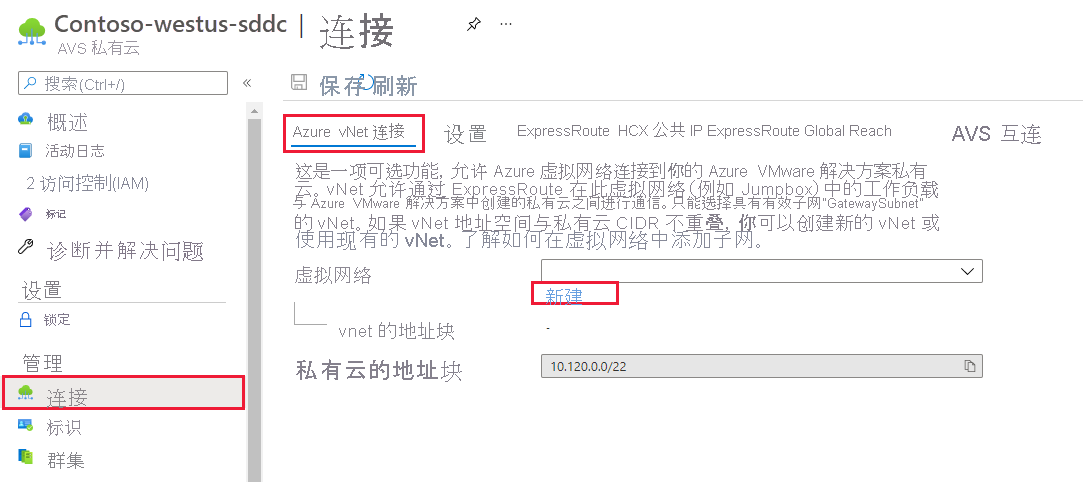 Contoso-westus-sddc | 连接
AVS 私有云
搜索(Ctrl+/)
«
概述
活动日志
2 访问控制(IAM)
标记
诊断并解决问题
设置
锁定
管理
连接
标识
群集
保存 刷新
Azure vNet 连接 设置 ExpressRoute HCX 公共 IP ExpressRoute Global Reach AVS 互连
这是一项可选功能, 允许 Azure 虚拟网络连接到你的 Azure VMware 解决方案私有
云。vNet 允许通过 ExpressRoute 在此虚拟网络 (例如 Jumpbox) 中的工作负载
与 Azure VMware 解决方案中创建的私有云之间进行通信。只能选择具有有效子网"GatewaySubnet"
的 vNet。如果 vNet 地址空间与私有云 CIDR 不重叠, 你可以创建新的 vNet 或
使用现有的 vNet。了解如何在虚拟网络中添加子网。
虚拟网络
新建
vnet 的地址块
-
私有云的地址块
10.120.0.0/22